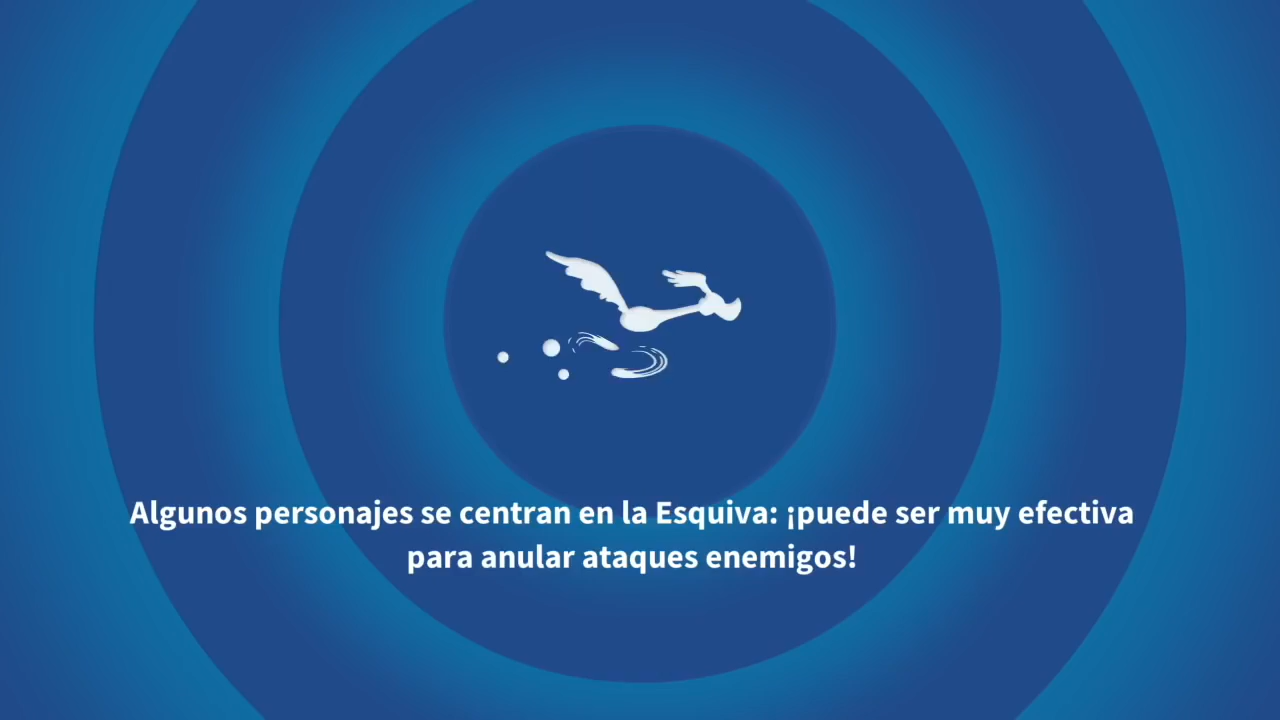 Algunos personajes se centran en la Esquiva: ¡puede ser muy efectiva
para anular ataques enemigos!